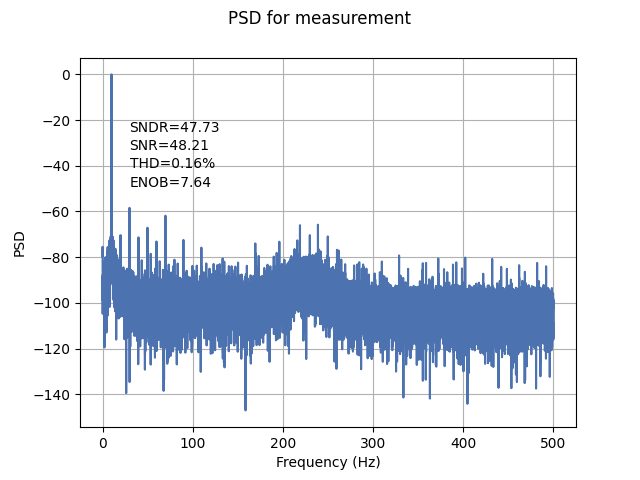 PSD for measurement
0
−20
−40
−60
−80
−100
−120
−140
PSD
SNDR=47.73
SNR=48.21
THD=0.16%
ENOB=7.64
0 100 200 300 400 500
Frequency (Hz)